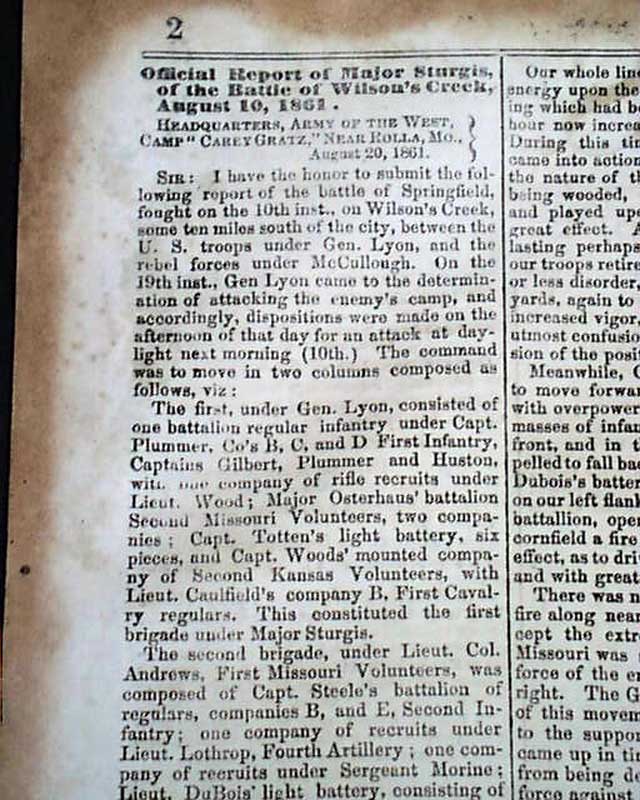 2
Official Report of Major Sturgis,
of the Battle of Wilson's Creek,
August 10, 1861.
HEADQUARTERS, ARMY OF THE WEST,
CAMP "CAREY GRATZ," NEAR ROLLA, MO.,
August 20, 1861.
SIR: I have the honor to submit the fol-
lowing report of the battle of Springfield,
fought on the 10th inst., on Wilson's Creek,
some ten miles south of the city, between the
U. S. troops under Gen. Lyon, and the
rebel forces under McCullough. On the
19th inst., Gen Lyon came to the determin-
ation of attacking the enemy's camp, and
accordingly, dispositions were made on the
afternoon of that day for an attack at day-
light next morning (10th.) The command
was to move in two columns composed as
follows, viz:
The first, under Gen. Lyon, consisted of
one battalion regular infantry under Capt.
Plummer, Co's B, C, and D First Infantry,
Captains Gilbert, Plummer and Huston,
with one company of rifle recruits under
Lieut. Wood; Major Osterhaus' battalion
Second Missouri Volunteers, two compa-
nies; Capt. Totten's light battery, six
pieces, and Capt. Woods' mounted compa-
ny of Second Kansas Volunteers, with
Lieut. Caulfield's company B, First Caval-
ry regulars. This constituted the first
brigade under Major Sturgis.
The second brigade, under Lieut. Col.
Andrews, First Missouri Volunteers, was
composed of Capt. Steele's battalion of
regulars, companies B, and E, Second In-
fantry; one company of recruits under
Lieut. Lothrop, Fourth Artillery; one com-
pany of recruits under Sergeant Morine;
Lieut. DuBois' light battery, consisting of
Our whole line
energy upon the
ing which had be
hour now increa
During this tim
came into action
the nature of th
being wooded,
and played upo
great effect. A
lasting perhaps
our troops retire
or less disorder,
yards, again to
increased vigor,
utmost confusio
sion of the posit
Meanwhile, C
to move forwar
with overpower
masses of infan
front, and in t
pelled to fall bac
Dubois's batter
on our left flank
battalion, open
cornfield a fire
effect, as to driv
and with great
There was n
fire along near
cept the extre
Missouri was
force of the en
right. The G
of this movem
to the suppor
came up in tim
from being de
force against